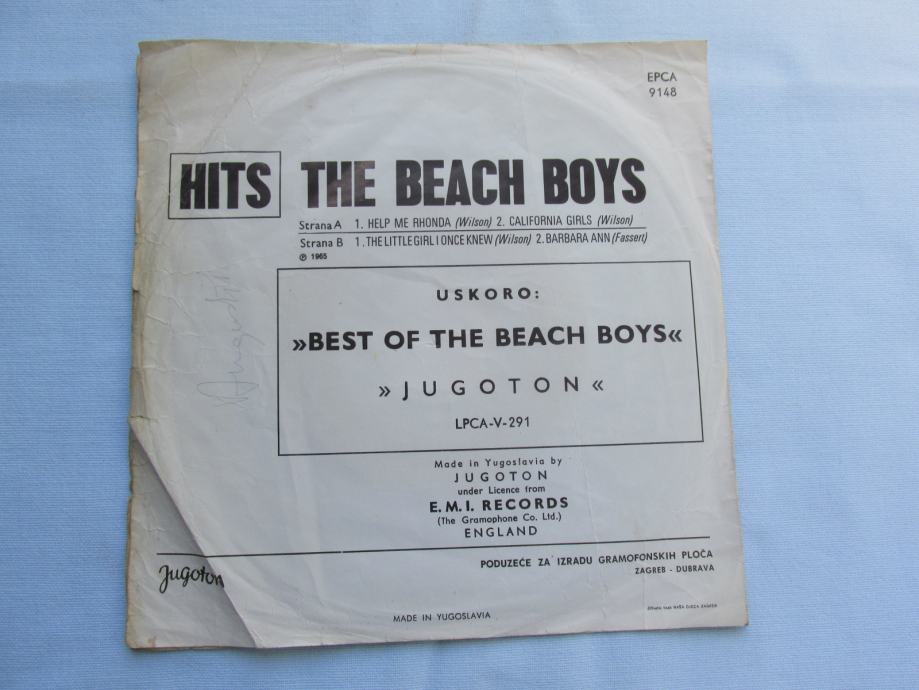 EPCA
9148
HITS THE BEACH BOYS
Strana A 1. HELP ME RHONDA (Wilson) 2. CALIFORNIA GIRLS (Wilson)
Strana B 1. THE LITTLE GIRL I ONCE KNEW (Wilson) 2. BARBARA ANN (Fassert)
℗ 1965
USKORO:
»BEST OF THE BEACH BOYS«
»JUGOTON«
LPCA-V-291
Made in Yugoslavia by
JUGOTON
under Licence from
E.M.I. RECORDS
(The Gramophone Co. Ltd.)
ENGLAND
PODUZEĆE ZA IZRADU GRAMOFONSKIH PLOČA
ZAGREB - DUBRAVA
Jugoton
MADE IN YUGOSLAVIA